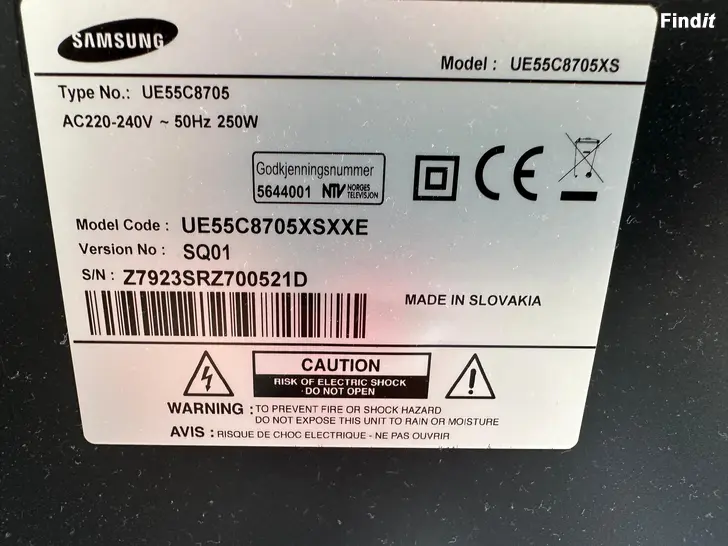 Findit
SAMSUNG
Model : UE55C8705XS
Type No.: UE55C8705
AC220-240V ~ 50Hz 250W
Godkjenningsnummer
5644001 NTV NORGES TELEVISJON
Model Code : UE55C8705XSXXE
Version No : SQ01
S/N : Z7923SRZ700521D
MADE IN SLOVAKIA
CAUTION
RISK OF ELECTRIC SHOCK
DO NOT OPEN
WARNING : TO PREVENT FIRE OR SHOCK HAZARD
DO NOT EXPOSE THIS UNIT TO RAIN OR MOISTURE
AVIS : RISQUE DE CHOC ELECTRIQUE - NE PAS OUVRIR